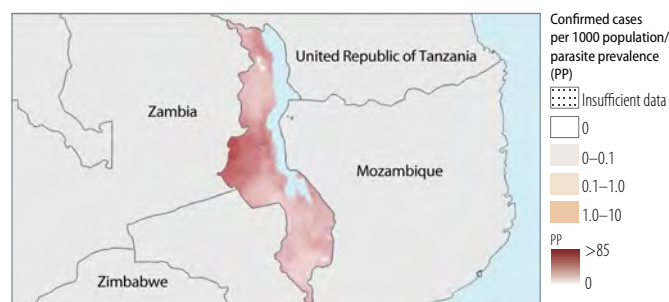 United Republic of Tanzania
Zambia
Mozambique
Zimbabwe
Confirmed cases
per 1000 population/
parasite prevalence
(PP)
Insufficient data
0
0–0.1
0.1–1.0
1.0–10
PP
>85
0